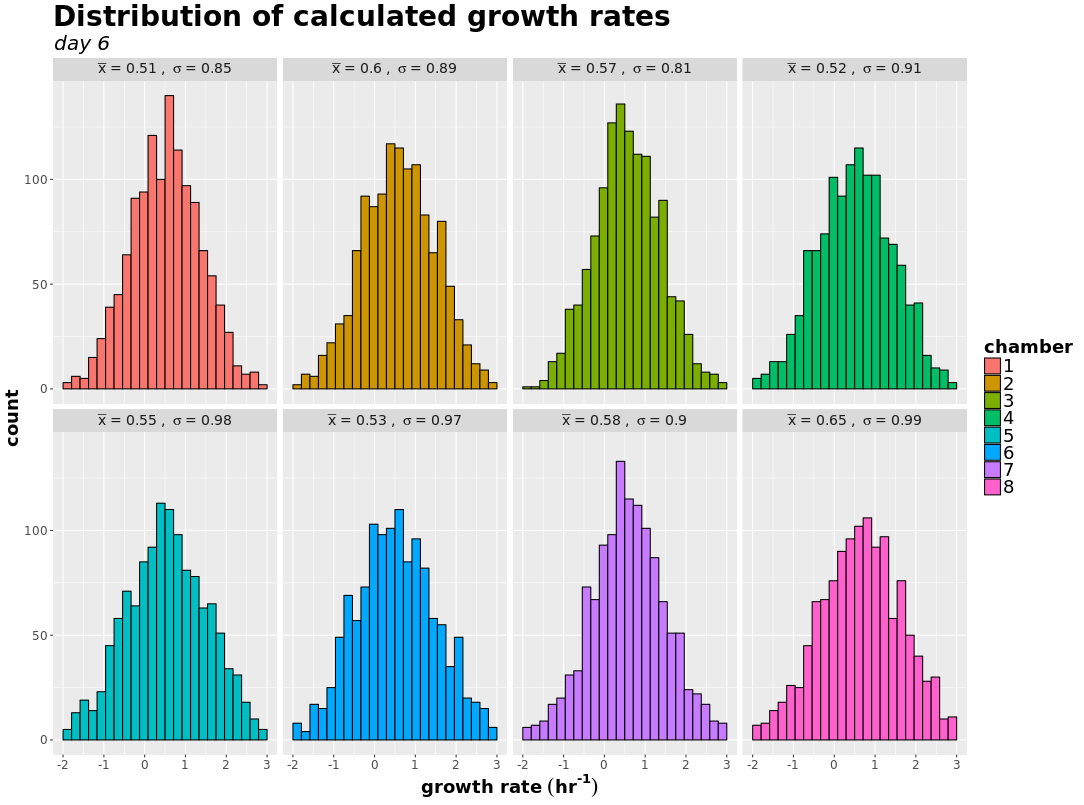 Distribution of calculated growth rates
day 6
x̅ = 0.51 , σ = 0.85
x̅ = 0.6 , σ = 0.89
x̅ = 0.57 , σ = 0.81
x̅ = 0.52 , σ = 0.91
100
50
0
x̅ = 0.55 , σ = 0.98
x̅ = 0.53 , σ = 0.97
x̅ = 0.58 , σ = 0.9
x̅ = 0.65 , σ = 0.99
100
50
0
-2 -1 0 1 2 3
-2 -1 0 1 2 3
-2 -1 0 1 2 3
-2 -1 0 1 2 3
count
growth rate (hr⁻¹)
chamber
1
2
3
4
5
6
7
8